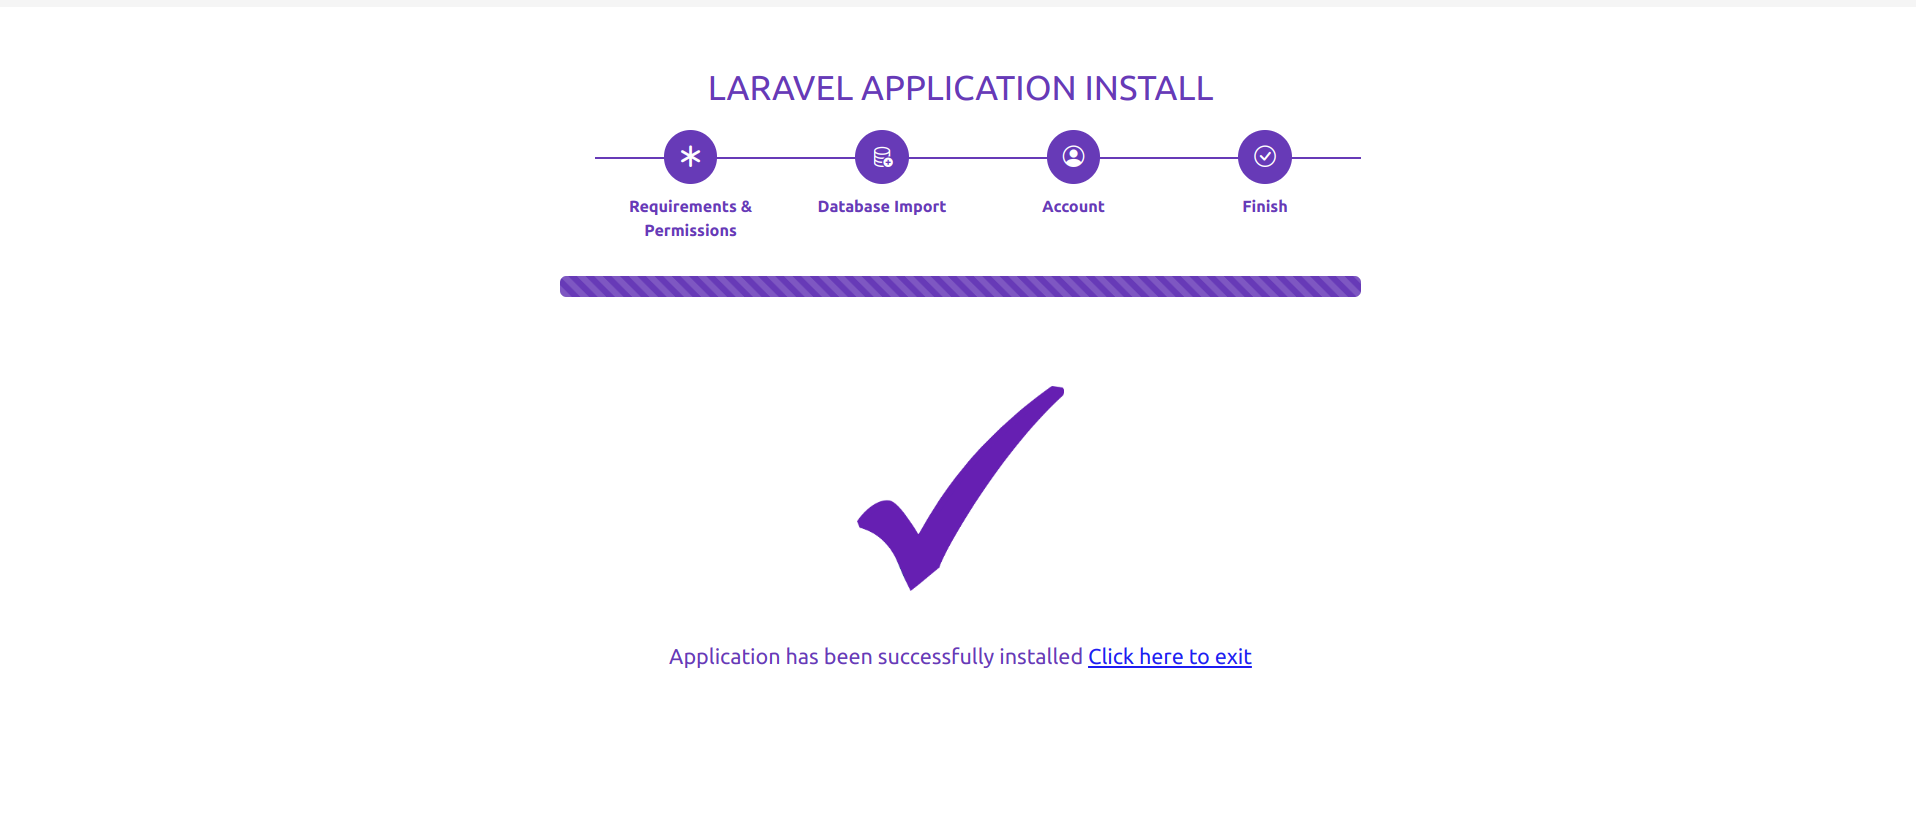 LARAVEL APPLICATION INSTALL
Requirements &
Permissions
Database Import
Account
Finish
Application has been successfully installed Click here to exit